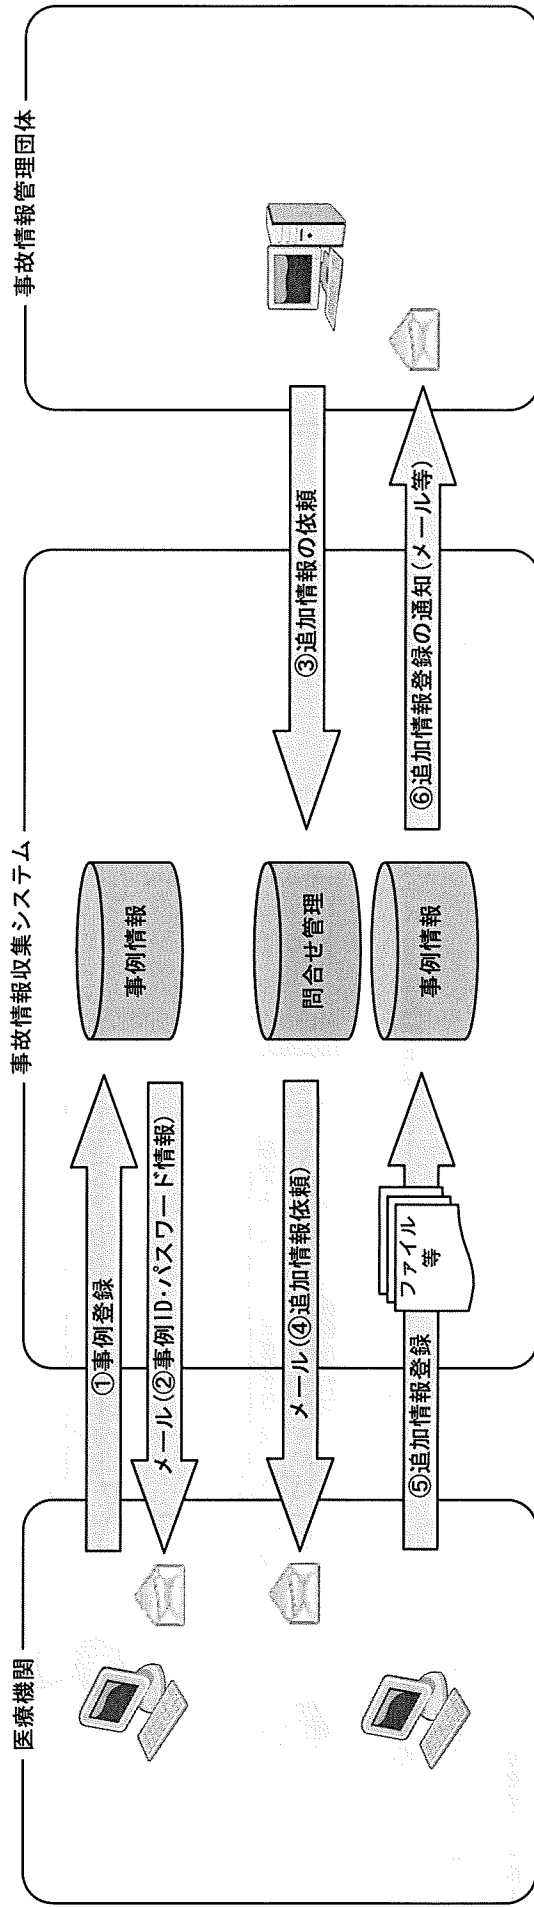 医療機関
事故情報収集システム
事故情報管理団体
①事例登録
事例情報
メール(②事例ID・パスワード情報)
③追加情報の依頼
問合せ管理
メール(④追加情報依頼)
⑤追加情報登録
ファイル
等
事例情報
⑥追加情報登録の通知(メール等)